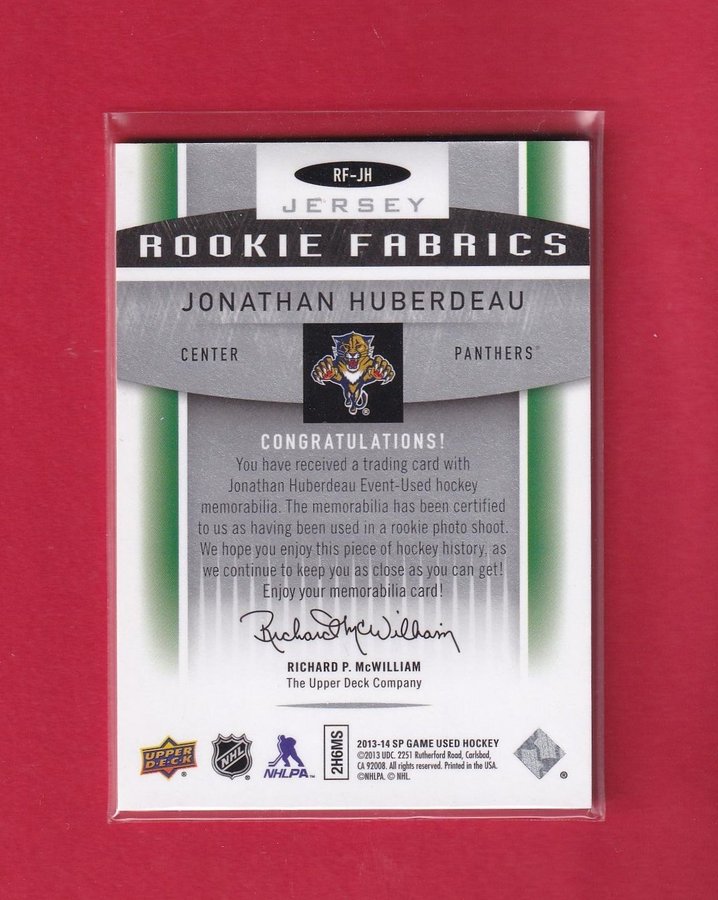 RF-JH
JERSEY
ROOKIE FABRICS
JONATHAN HUBERDEAU
CENTER
PANTHERS®
®
CONGRATULATIONS!
You have received a trading card with
Jonathan Huberdeau Event-Used hockey
memorabilia. The memorabilia has been certified
to us as having been used in a rookie photo shoot.
We hope you enjoy this piece of hockey history, as
we continue to keep you as close as you can get!
Enjoy your memorabilia card!
Richard McWilliam
RICHARD P. McWILLIAM
The Upper Deck Company
UPPER
D·E·C·K
®
NHL
®
NHLPA™
2H6MS
2013-14 SP GAME USED HOCKEY
©2013 UDC. 2251 Rutherford Road, Carlsbad,
CA 92008. All rights reserved. Printed in the USA.
©NHLPA. © NHL.
®